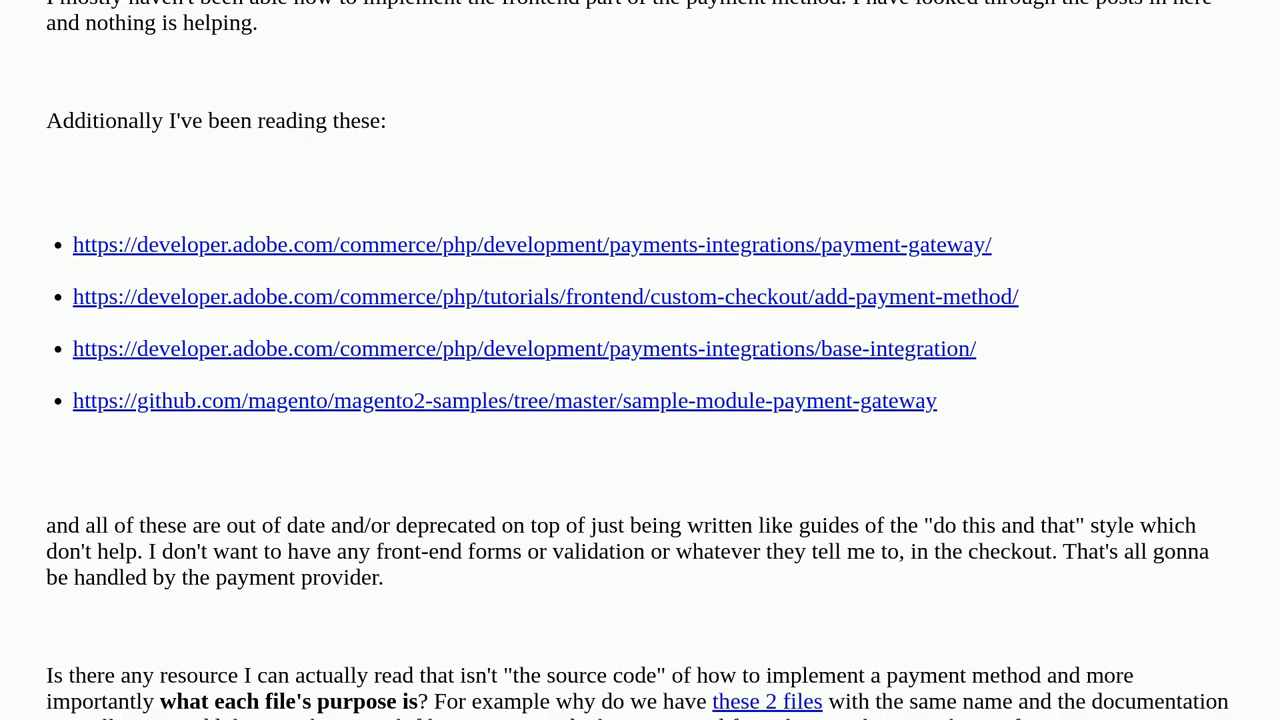 and nothing is helping.
Additionally I've been reading these:
https://developer.adobe.com/commerce/php/development/payments-integrations/payment-gateway/
https://developer.adobe.com/commerce/php/tutorials/frontend/custom-checkout/add-payment-method/
https://developer.adobe.com/commerce/php/development/payments-integrations/base-integration/
https://github.com/magento/magento2-samples/tree/master/sample-module-payment-gateway
and all of these are out of date and/or deprecated on top of just being written like guides of the "do this and that" style which
don't help. I don't want to have any front-end forms or validation or whatever they tell me to, in the checkout. That's all gonna
be handled by the payment provider.
Is there any resource I can actually read that isn't "the source code" of how to implement a payment method and more
importantly what each file's purpose is? For example why do we have these 2 files with the same name and the documentation